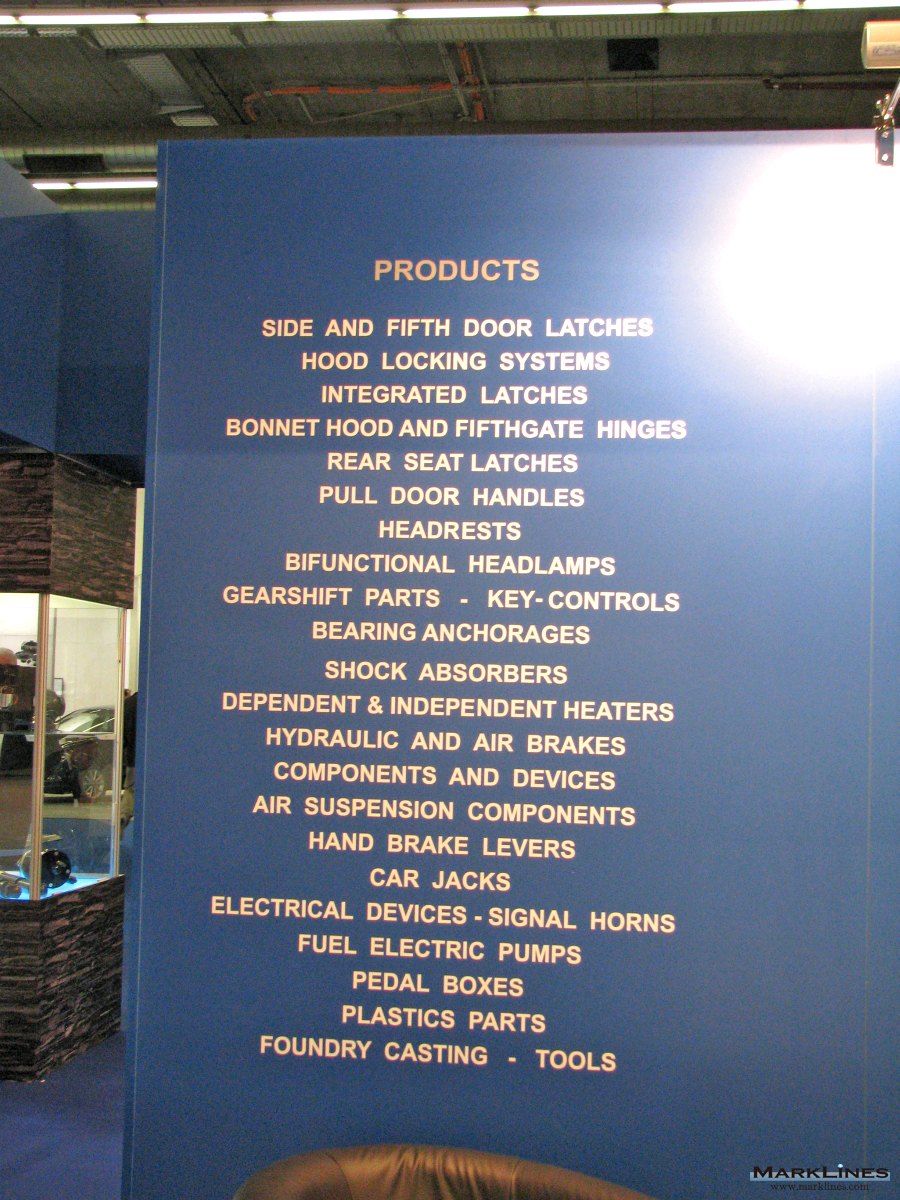 PRODUCTS
SIDE AND FIFTH DOOR LATCHES
HOOD LOCKING SYSTEMS
INTEGRATED LATCHES
BONNET HOOD AND FIFTHGATE HINGES
REAR SEAT LATCHES
PULL DOOR HANDLES
HEADRESTS
BIFUNCTIONAL HEADLAMPS
GEARSHIFT PARTS - KEY-CONTROLS
BEARING ANCHORAGES
SHOCK ABSORBERS
DEPENDENT & INDEPENDENT HEATERS
HYDRAULIC AND AIR BRAKES
COMPONENTS AND DEVICES
AIR SUSPENSION COMPONENTS
HAND BRAKE LEVERS
CAR JACKS
ELECTRICAL DEVICES - SIGNAL HORNS
FUEL ELECTRIC PUMPS
PEDAL BOXES
PLASTICS PARTS
FOUNDRY CASTING - TOOLS
MARKLINES
www.marklines.com